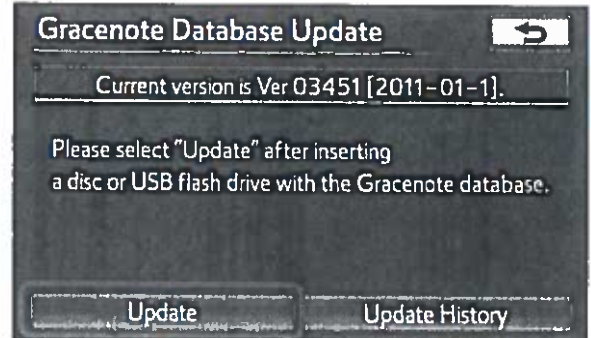 Gracenote Database Update
Current version is Ver 03451 [2011-01-1].
Please select "Update" after inserting
a disc or USB flash drive with the Gracenote database.
Update
Update History